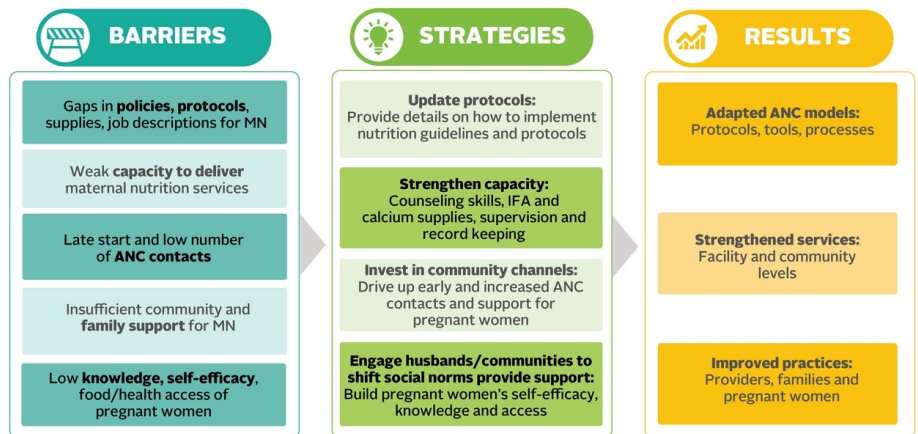 BARRIERS
Gaps in policies, protocols,
supplies, job descriptions for MN
Weak capacity to deliver
maternal nutrition services
Late start and low number
of ANC contacts
Insufficient community and
family support for MN
Low knowledge, self-efficacy,
food/health access of
pregnant women
STRATEGIES
Update protocols:
Provide details on how to implement
nutrition guidelines and protocols
Strengthen capacity:
Counseling skills, IFA and
calcium supplies, supervision and
record keeping
Invest in community channels:
Drive up early and increased ANC
contacts and support for
pregnant women
Engage husbands/communities to
shift social norms provide support:
Build pregnant women's self-efficacy,
knowledge and access
RESULTS
Adapted ANC models:
Protocols, tools, processes
Strengthened services:
Facility and community
levels
Improved practices:
Providers, families and
pregnant women